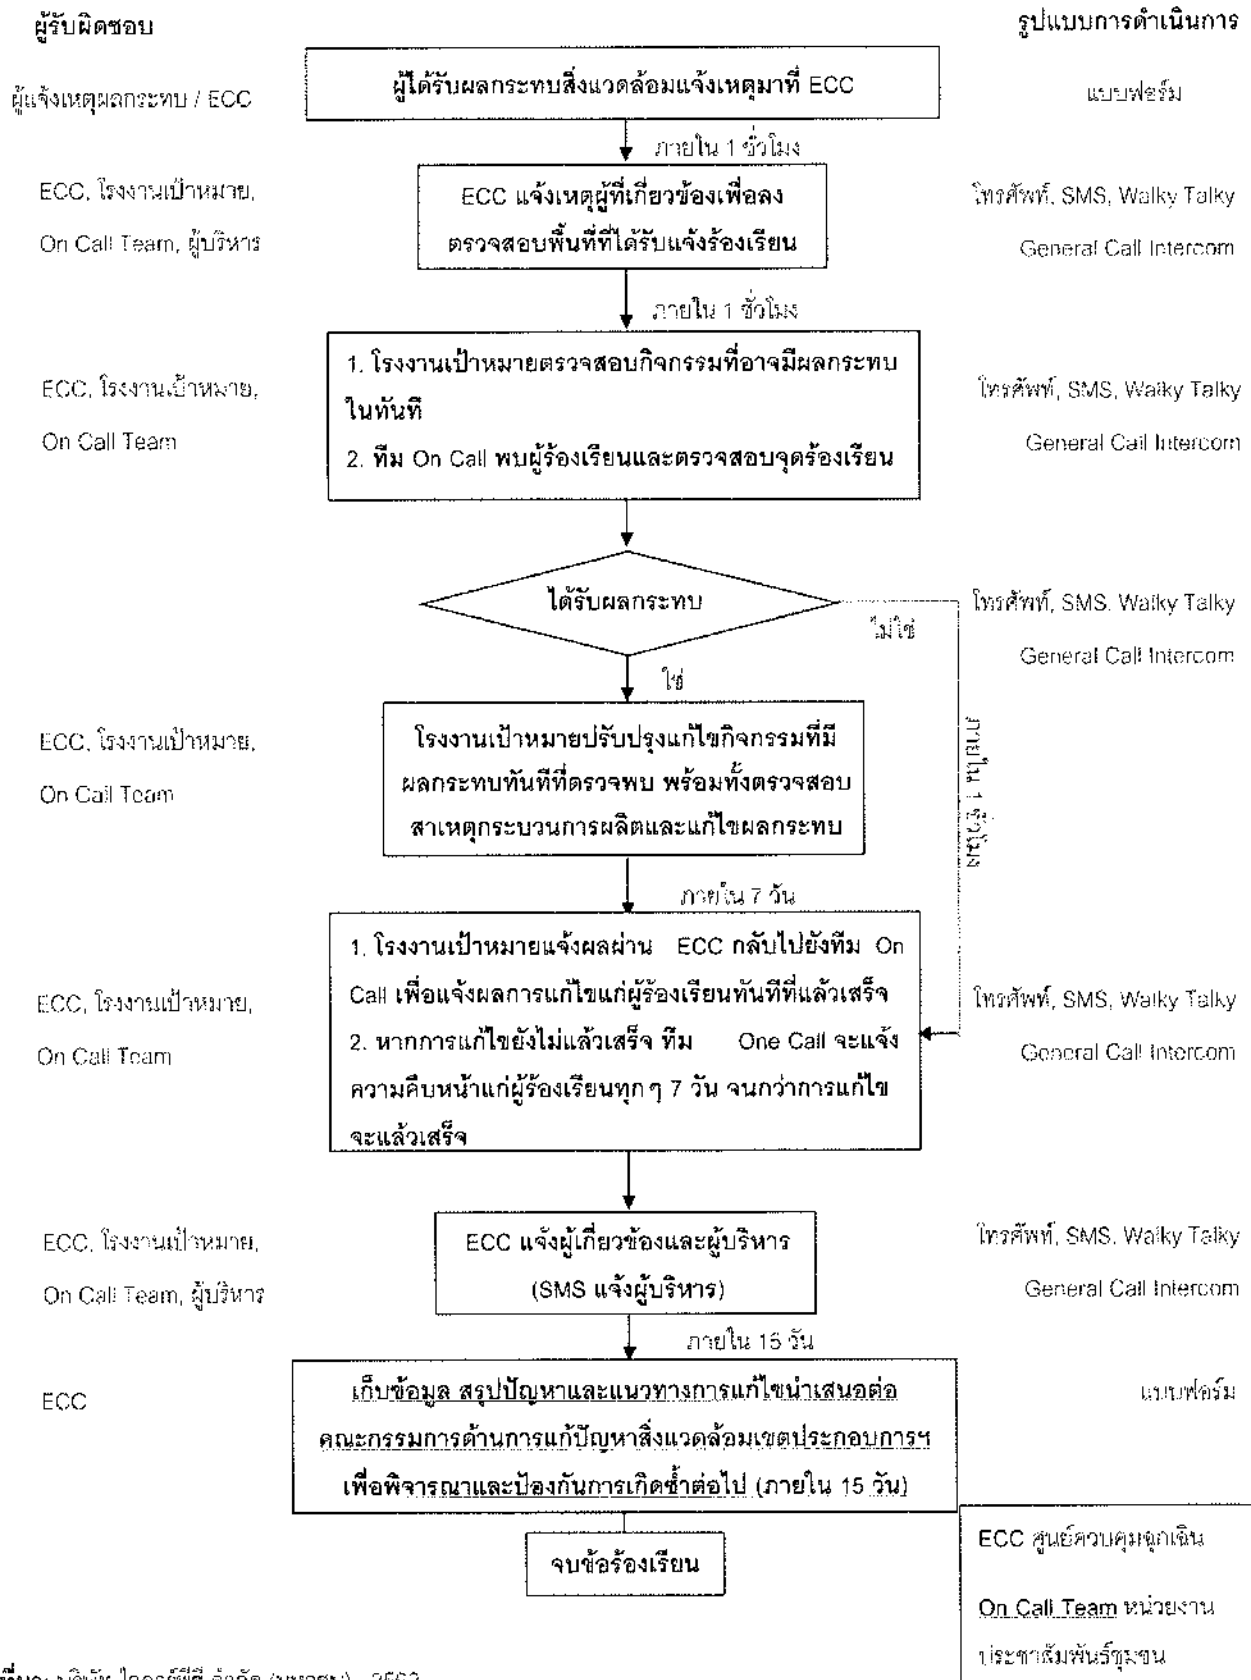 ผู้รับผิดชอบ
รูปแบบการดำเนินการ
ผู้แจ้งเหตุผลกระทบ / ECC
ผู้ได้รับผลกระทบสิ่งแวดล้อมแจ้งเหตุมาที่ ECC
แบบฟอร์ม
ภายใน 1 ชั่วโมง
ECC, โรงงานเป้าหมาย,
On Call Team, ผู้บริหาร
ECC แจ้งเหตุผู้ที่เกี่ยวข้องเพื่อลง
ตรวจสอบพื้นที่ที่ได้รับแจ้งร้องเรียน
โทรศัพท์, SMS, Walky Talky
General Call Intercom
ภายใน 1 ชั่วโมง
ECC, โรงงานเป้าหมาย,
On Call Team
1. โรงงานเป้าหมายตรวจสอบกิจกรรมที่อาจมีผลกระทบ
ในทันที
2. ทีม On Call พบผู้ร้องเรียนและตรวจสอบจุดร้องเรียน
โทรศัพท์, SMS, Walky Talky
General Call Intercom
ได้รับผลกระทบ
ไม่ใช่
โทรศัพท์, SMS. Walky Talky
General Call Intercom
ใช่
ภายใน 1 ชั่วโมง
ECC, โรงงานเป้าหมาย,
On Call Team
โรงงานเป้าหมายปรับปรุงแก้ไขกิจกรรมที่มี
ผลกระทบทันทีที่ตรวจพบ พร้อมทั้งตรวจสอบ
สาเหตุกระบวนการผลิตและแก้ไขผลกระทบ
ภายใน 7 วัน
ECC, โรงงานเป้าหมาย,
On Call Team
1. โรงงานเป้าหมายแจ้งผลผ่าน ECC กลับไปยังทีม On
Call เพื่อแจ้งผลการแก้ไขแก่ผู้ร้องเรียนทันทีที่แล้วเสร็จ
2. หากการแก้ไขยังไม่แล้วเสร็จ ทีม One Call จะแจ้ง
ความคืบหน้าแก่ผู้ร้องเรียนทุกๆ 7 วัน จนกว่าการแก้ไข
จะแล้วเสร็จ
โทรศัพท์, SMS, Walky Talky
General Call Intercom
ECC, โรงงานเป้าหมาย,
On Call Team, ผู้บริหาร
ECC แจ้งผู้เกี่ยวข้องและผู้บริหาร
(SMS แจ้งผู้บริหาร)
โทรศัพท์, SMS. Walky Talky
General Call Intercom
ภายใน 15 วัน
ECC
เก็บข้อมูล สรุปปัญหาและแนวทางการแก้ไขนำเสนอต่อ
คณะกรรมการด้านการแก้ปัญหาสิ่งแวดล้อมเขตประกอบการฯ
เพื่อพิจารณาและป้องกันการเกิดซ้ำต่อไป (ภายใน 15 วัน)
แบบฟอร์ม
จบข้อร้องเรียน
ECC ศูนย์ควบคุมฉุกเฉิน
On Call Team หน่วยงาน
ประชาสัมพันธ์ชุมชน